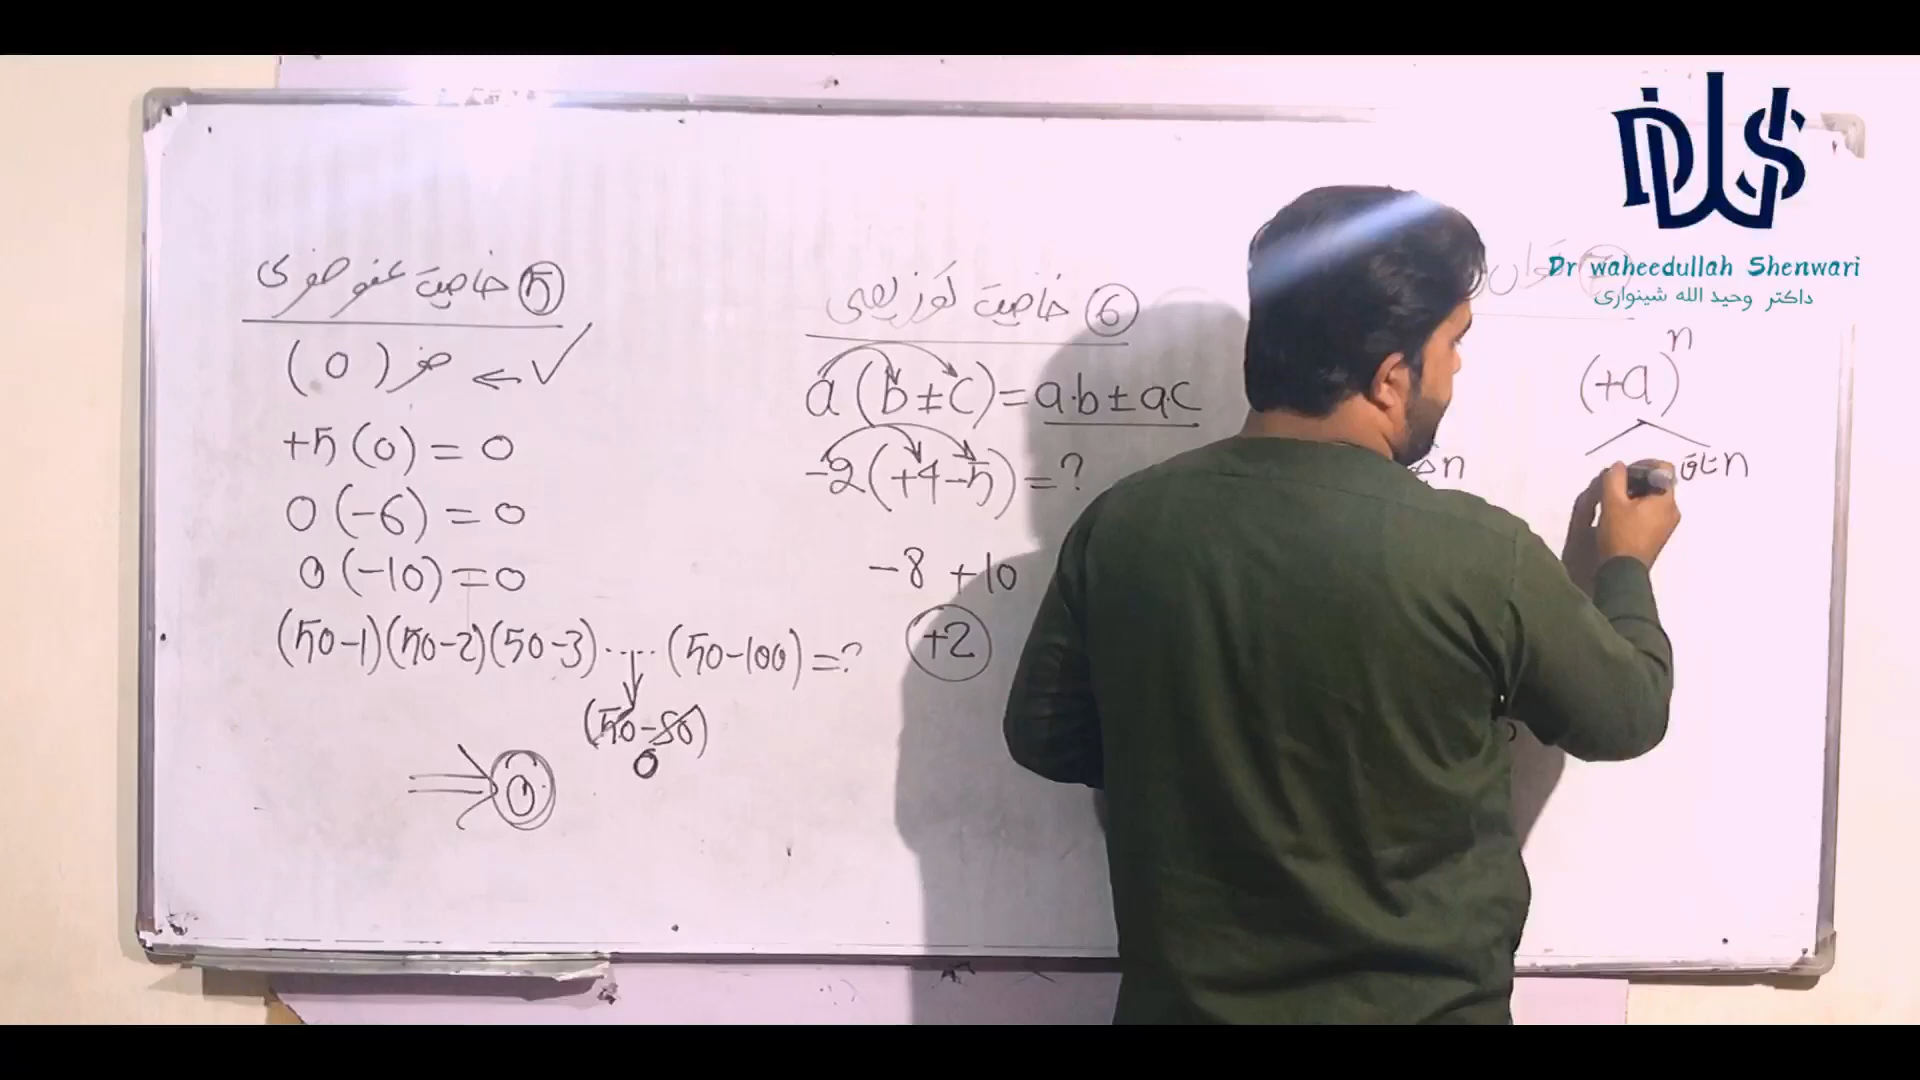 DWS
Dr waheedullah Shenwari
داکتر وحید الله شینواری
⑤ خاصیت عنصر صفری
✓ ⇐ صفر (0)
+5(0) = 0
0(-6) = 0
0(-10) = 0
(50-1)(50-2)(50-3).....(50-100)=?
(50-50)
0
0
⑥ خاصیت توزیعی
a(b±c)=a·b±a·c
-2(+4-5)=?
-8+10
+2
(+a)ⁿ
n
n تاق